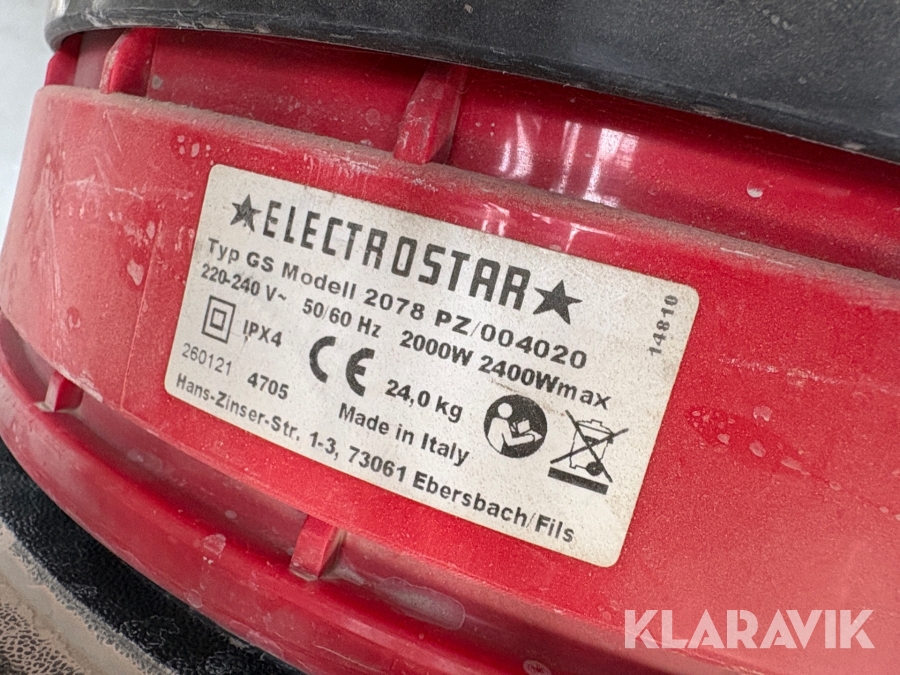 ★ELECTROSTAR★
Typ GS Modell 2078 PZ/004020
220-240 V~ 50/60 Hz 2000W 2400Wmax
IPX4
CE 24,0 kg
260121 4705 Made in Italy
Hans-Zinser-Str. 1-3, 73061 Ebersbach/Fils
14810
KLARAVIK